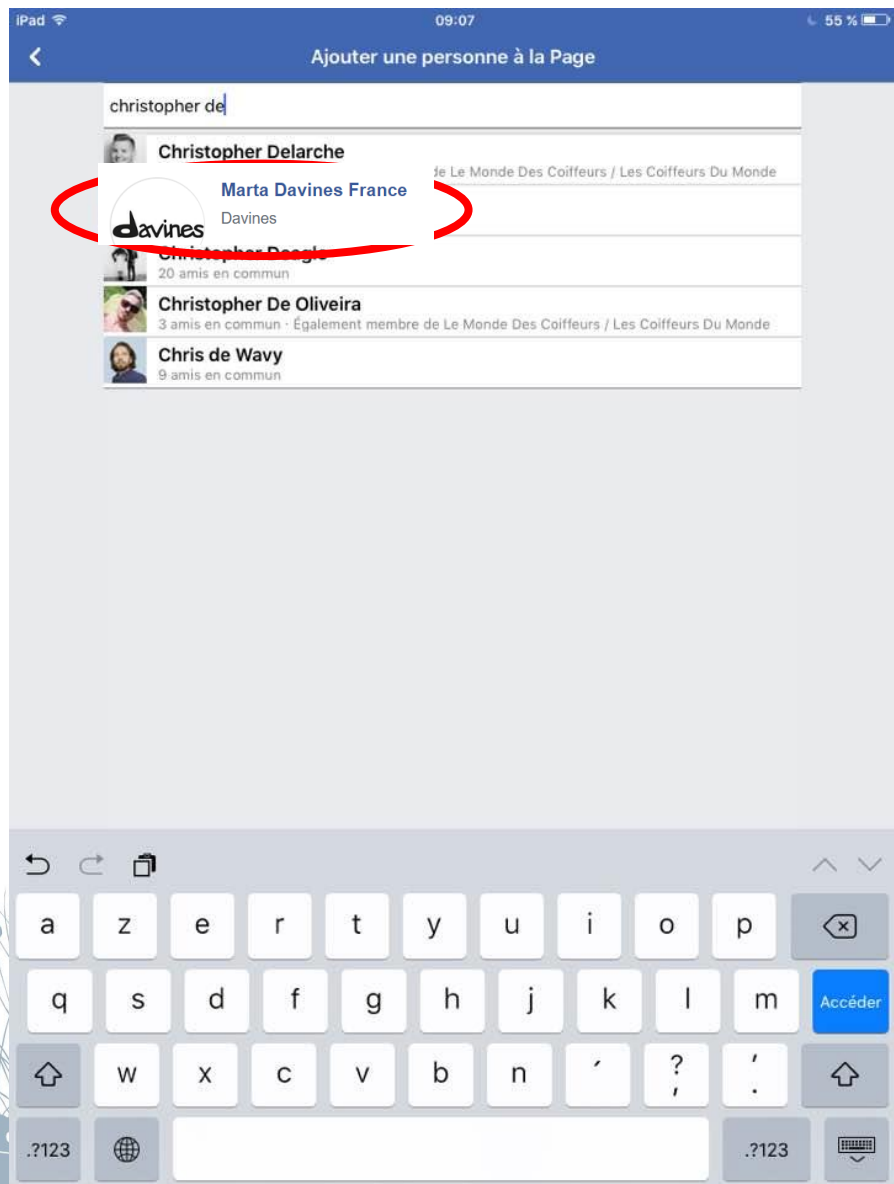 iPad 09:07 55 %
Ajouter une personne à la Page
christopher de
Christopher Delarche
de Le Monde Des Coiffeurs / Les Coiffeurs Du Monde
Marta Davines France
davines
Davines
Christopher
20 amis en commun
Christopher De Oliveira
3 amis en commun · Également membre de Le Monde Des Coiffeurs / Les Coiffeurs Du Monde
Chris de Wavy
9 amis en commun
a z e r t y u i o p
q s d f g h j k l m Accéder
w x c v b n ´ ? , ' .
.?123 .?123